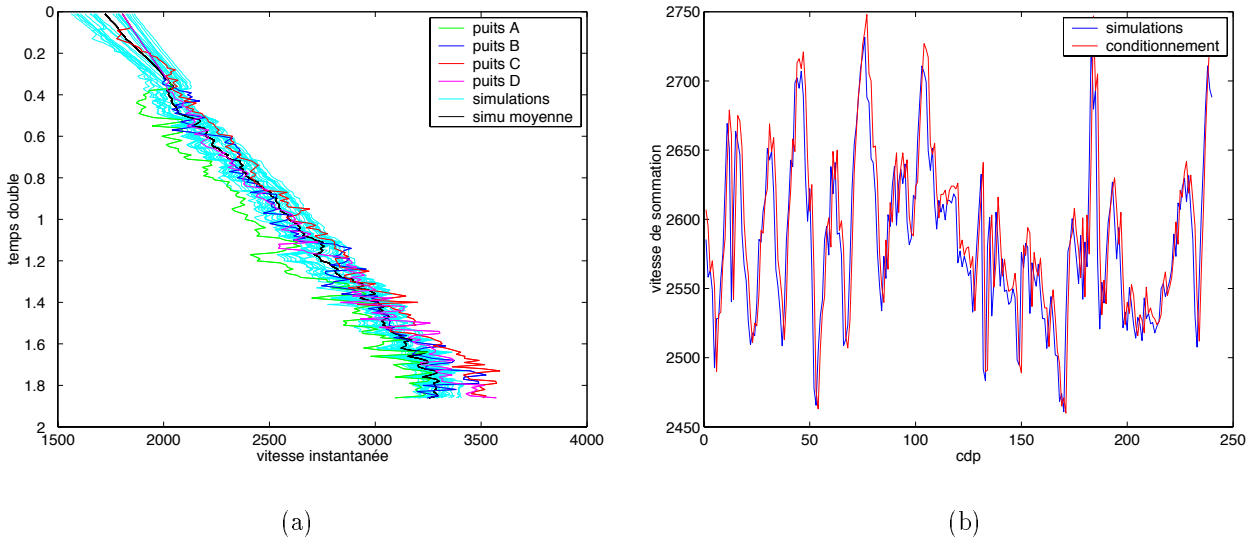 0
0.2
0.4
0.6
0.8
1
1.2
1.4
1.6
1.8
2
temps double
1500
2000
2500
3000
3500
4000
vitesse instantanée
puits A
puits B
puits C
puits D
simulations
simu moyenne
(a)
2750
2700
2650
2600
2550
2500
2450
vitesse de sommation
0
50
100
150
200
250
cdp
simulations
conditionnement
(b)